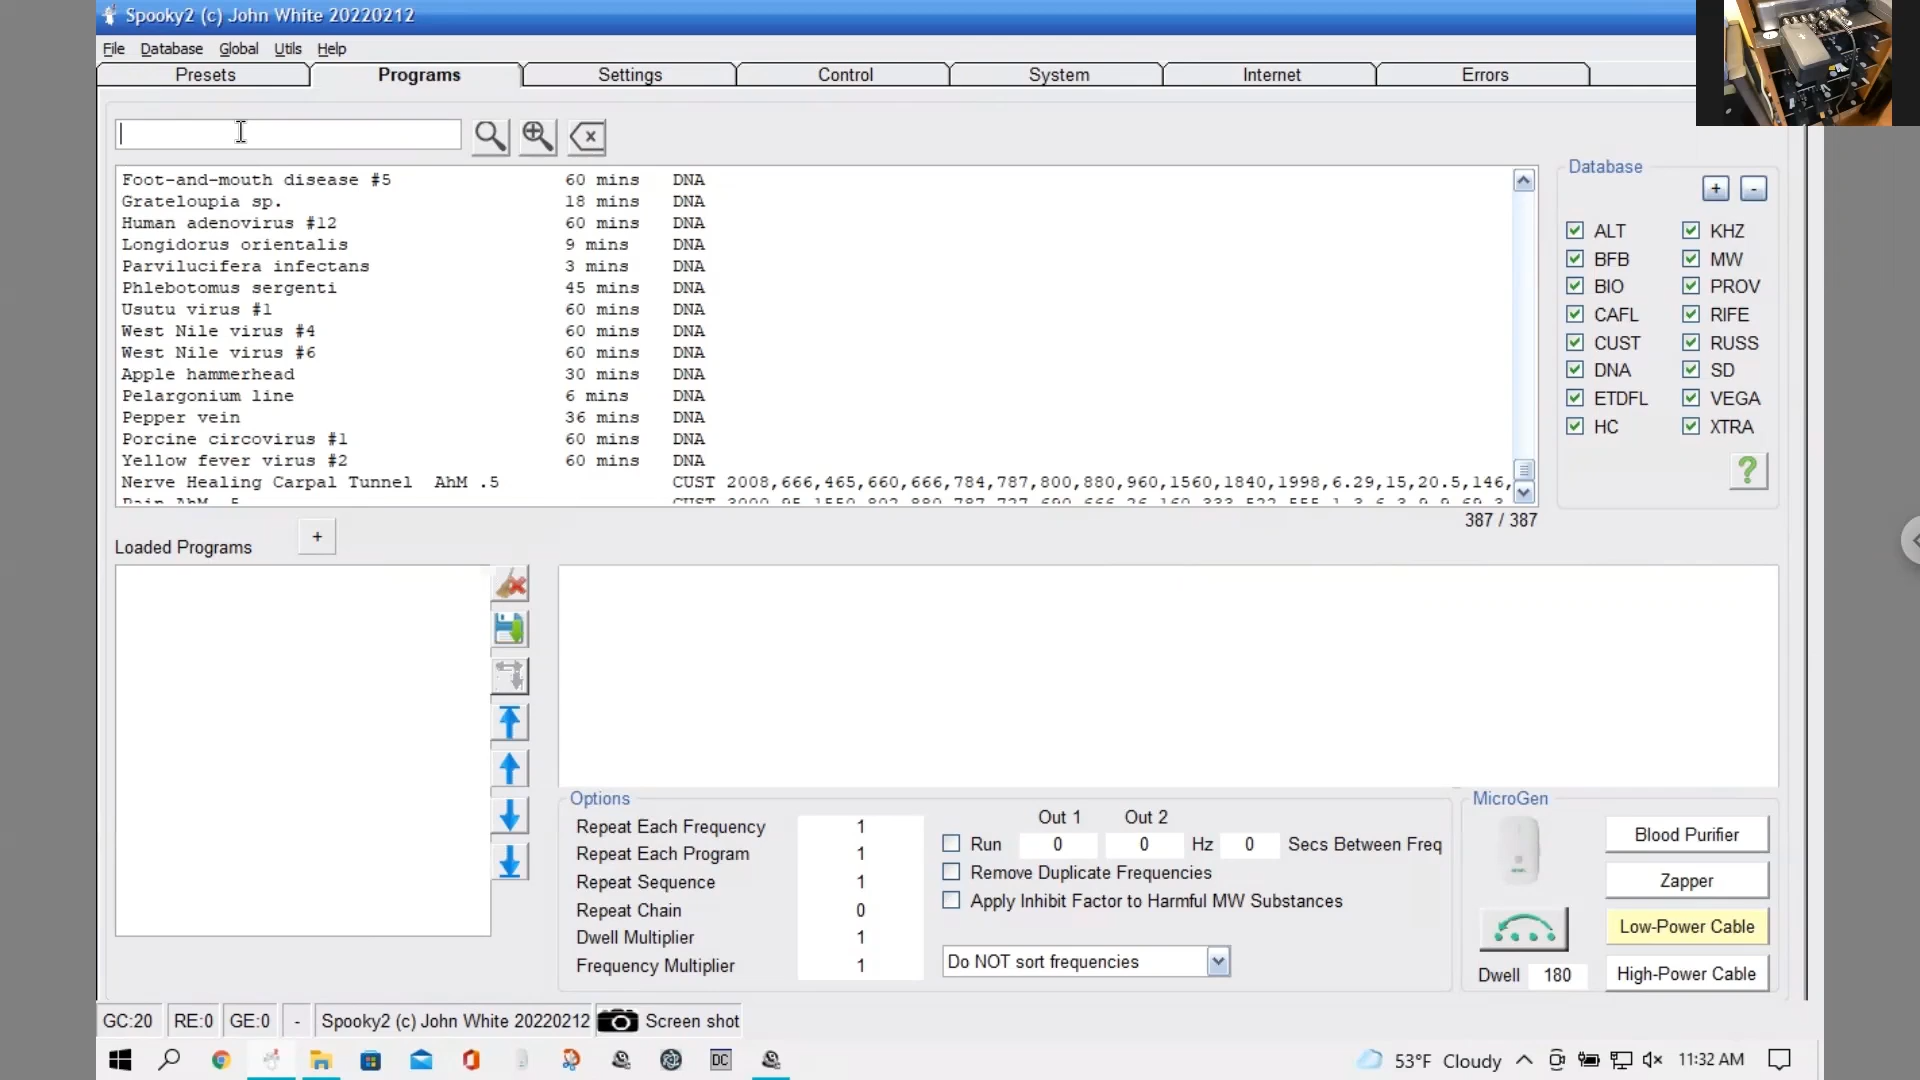 Spooky2 (c) John White 20220212
File Database Global Utils Help
Presets Programs Settings Control System Internet Errors
Foot-and-mouth disease #5 60 mins DNA
Grateloupia sp. 18 mins DNA
Human adenovirus #12 60 mins DNA
Longidorus orientalis 9 mins DNA
Parvilucifera infectans 3 mins DNA
Phlebotomus sergenti 45 mins DNA
Usutu virus #1 60 mins DNA
West Nile virus #4 60 mins DNA
West Nile virus #6 60 mins DNA
Apple hammerhead 30 mins DNA
Pelargonium line 6 mins DNA
Pepper vein 36 mins DNA
Porcine circovirus #1 60 mins DNA
Yellow fever virus #2 60 mins DNA
Nerve Healing Carpal Tunnel AhM .5 CUST 2008,666,465,660,666,784,787,800,880,960,1560,1840,1998,6.29,15,20.5,146,
387 / 387
Database
+ -
ALT KHZ
BFB MW
BIO PROV
CAFL RIFE
CUST RUSS
DNA SD
ETDFL VEGA
HC XTRA
?
Loaded Programs +
Options
Out 1 Out 2
Repeat Each Frequency 1
Run 0 0 Hz 0 Secs Between Freq
Repeat Each Program 1
Remove Duplicate Frequencies
Repeat Sequence 1
Apply Inhibit Factor to Harmful MW Substances
Repeat Chain 0
Dwell Multiplier 1
Frequency Multiplier 1
Do NOT sort frequencies
MicroGen
Blood Purifier
Zapper
Low-Power Cable
High-Power Cable
Dwell 180
GC:20 RE:0 GE:0 - Spooky2 (c) John White 20220212 Screen shot
DC 53°F Cloudy 11:32 AM